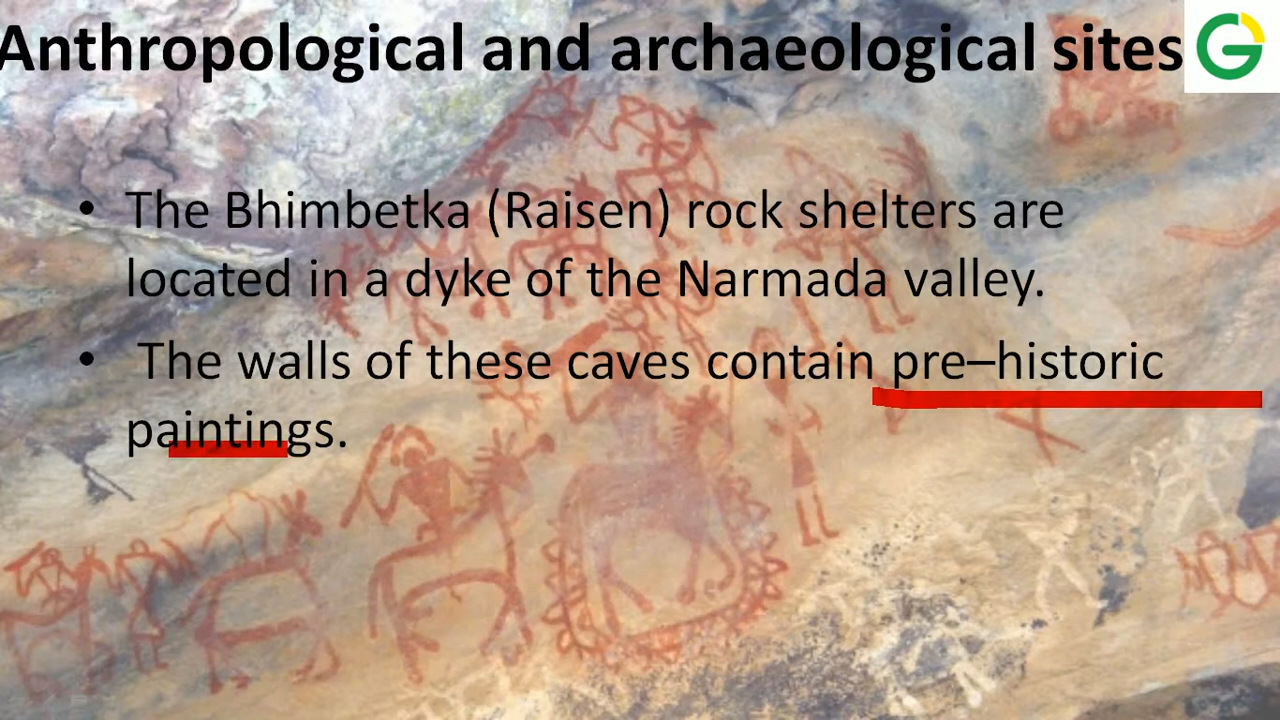 Anthropological and archaeological sites
• The Bhimbetka (Raisen) rock shelters are
located in a dyke of the Narmada valley.
• The walls of these caves contain pre–historic
paintings.